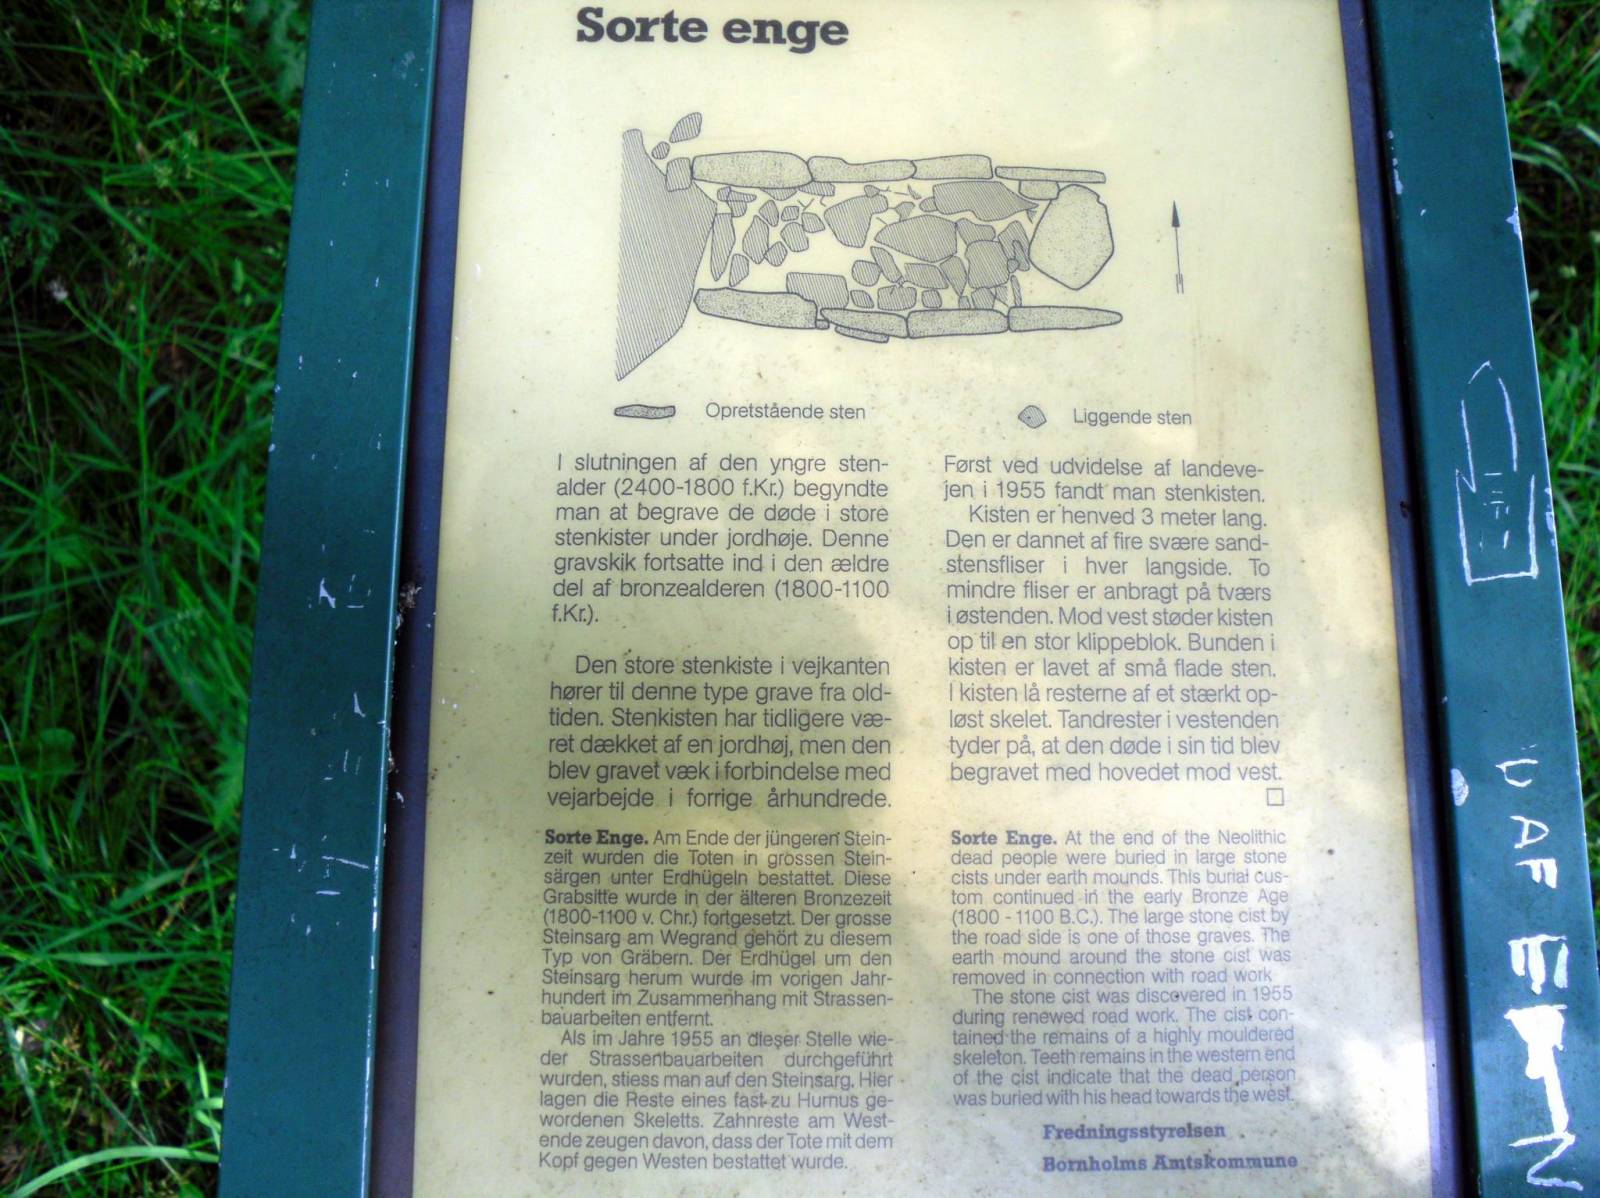 Sorte enge
Opretstående sten
Liggende sten
I slutningen af den yngre sten-
alder (2400-1800 f.Kr.) begyndte
man at begrave de døde i store
stenkister under jordhøje. Denne
gravskik fortsatte ind i den ældre
del af bronzealderen (1800-1100
f.Kr.).
Den store stenkiste i vejkanten
hører til denne type grave fra old-
tiden. Stenkisten har tidligere væ-
ret dækket af en jordhøj, men den
blev gravet væk i forbindelse med
vejarbejde i forrige århundrede.
Først ved udvidelse af landeve-
jen i 1955 fandt man stenkisten.
Kisten er henved 3 meter lang.
Den er dannet af fire svære sand-
stensfliser i hver langside. To
mindre fliser er anbragt på tværs
i østenden. Mod vest støder kisten
op til en stor klippeblok. Bunden i
kisten er lavet af små flade sten.
I kisten lå resterne af et stærkt op-
løst skelet. Tandrester i vestenden
tyder på, at den døde i sin tid blev
begravet med hovedet mod vest.
Sorte Enge. Am Ende der jüngeren Stein-
zeit wurden die Toten in grossen Stein-
särgen unter Erdhügeln bestattet. Diese
Grabsitte wurde in der älteren Bronzezeit
(1800-1100 v. Chr.) fortgesetzt. Der grosse
Steinsarg am Wegrand gehört zu diesem
Typ von Gräbern. Der Erdhügel um den
Steinsarg herum wurde im vorigen Jahr-
hundert im Zusammenhang mit Strassen-
bauarbeiten entfernt.
Als im Jahre 1955 an dieser Stelle wie-
der Strassenbauarbeiten durchgeführt
wurden, stiess man auf den Steinsarg. Hier
lagen die Reste eines fast zu Humus ge-
wordenen Skeletts. Zahnreste am West-
ende zeugen davon, dass der Tote mit dem
Kopf gegen Westen bestattet wurde.
Sorte Enge. At the end of the Neolithic
dead people were buried in large stone
cists under earth mounds. This burial cus-
tom continued in the early Bronze Age
(1800 - 1100 B.C.). The large stone cist by
the road side is one of those graves. The
earth mound around the stone cist was
removed in connection with road work
The stone cist was discovered in 1955
during renewed road work. The cist con-
tained the remains of a highly mouldered
skeleton. Teeth remains in the western end
of the cist indicate that the dead person
was buried with his head towards the west.
Fredningsstyrelsen
Bornholms Amtskommune